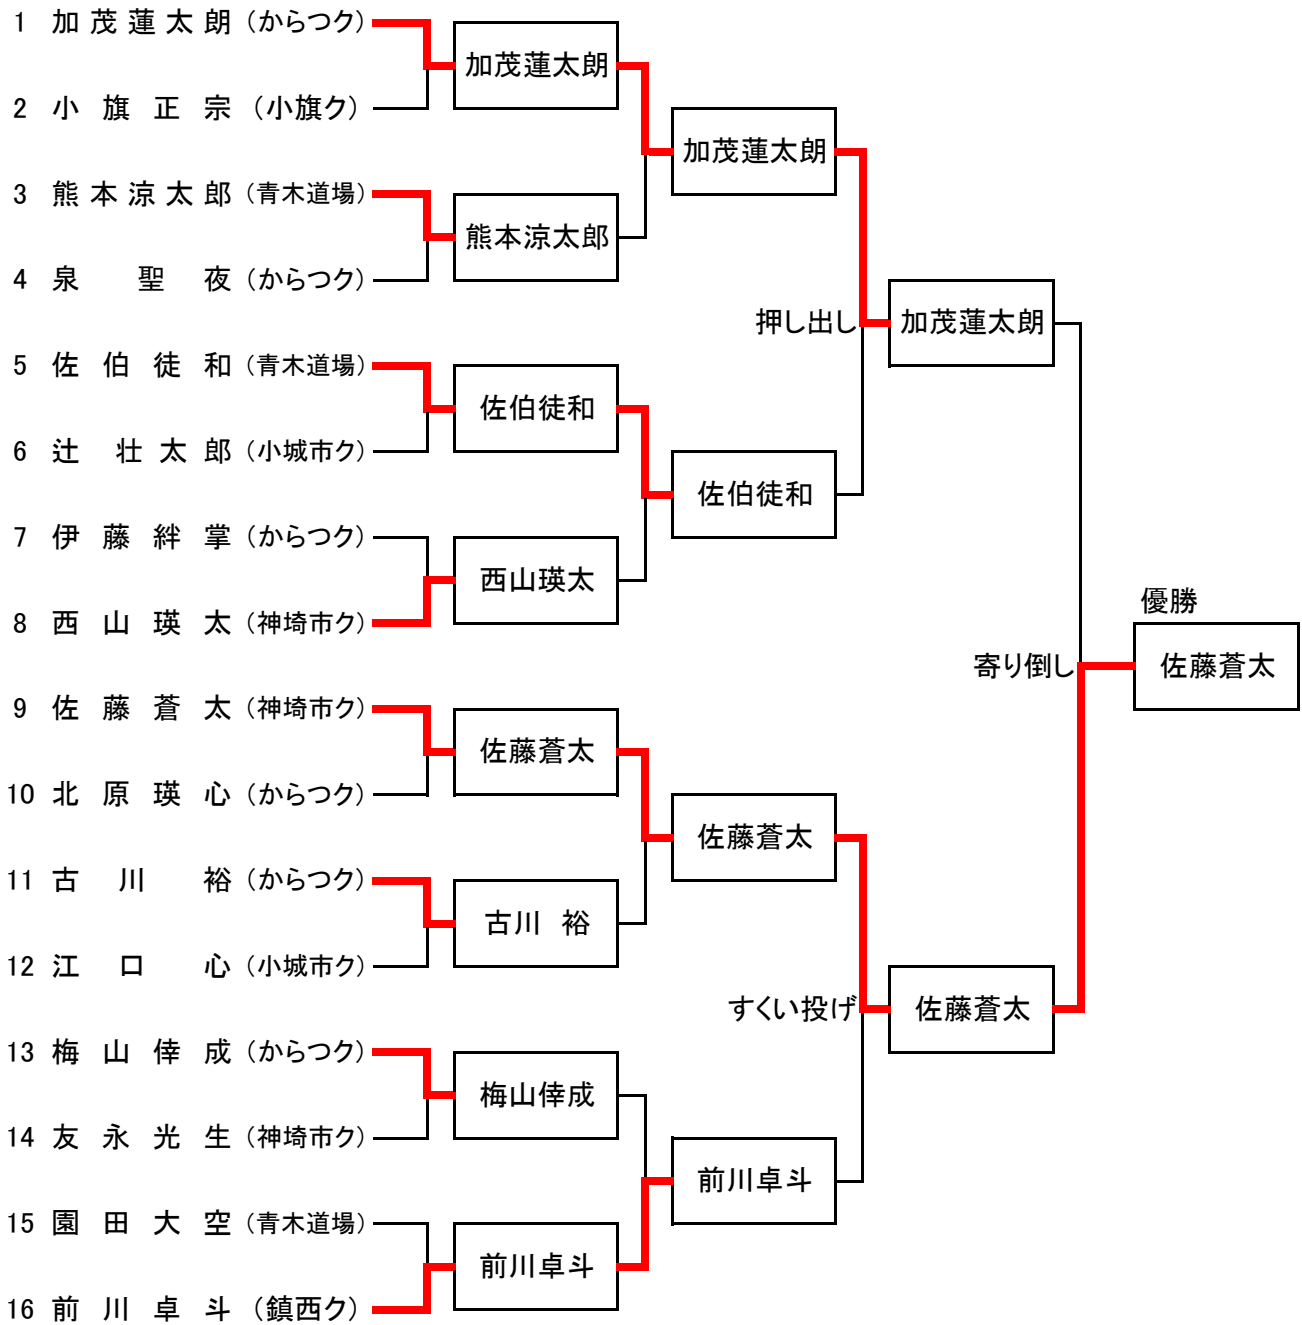 1 加茂蓮太朗（からつク）
2 小旗正宗（小旗ク）
3 熊本涼太郎（青木道場）
4 泉 聖夜（からつク）
5 佐伯徒和（青木道場）
6 辻 壮太郎（小城市ク）
7 伊藤絆掌（からつク）
8 西山瑛太（神埼市ク）
9 佐藤蒼太（神埼市ク）
10 北原瑛心（からつク）
11 古川 裕（からつク）
12 江口 心（小城市ク）
13 梅山倖成（からつク）
14 友永光生（神埼市ク）
15 園田大空（青木道場）
16 前川卓斗（鎮西ク）
加茂蓮太朗
熊本涼太郎
佐伯徒和
西山瑛太
佐藤蒼太
古川 裕
梅山倖成
前川卓斗
加茂蓮太朗
佐伯徒和
佐藤蒼太
前川卓斗
押し出し
すくい投げ
加茂蓮太朗
佐藤蒼太
寄り倒し
優勝
佐藤蒼太